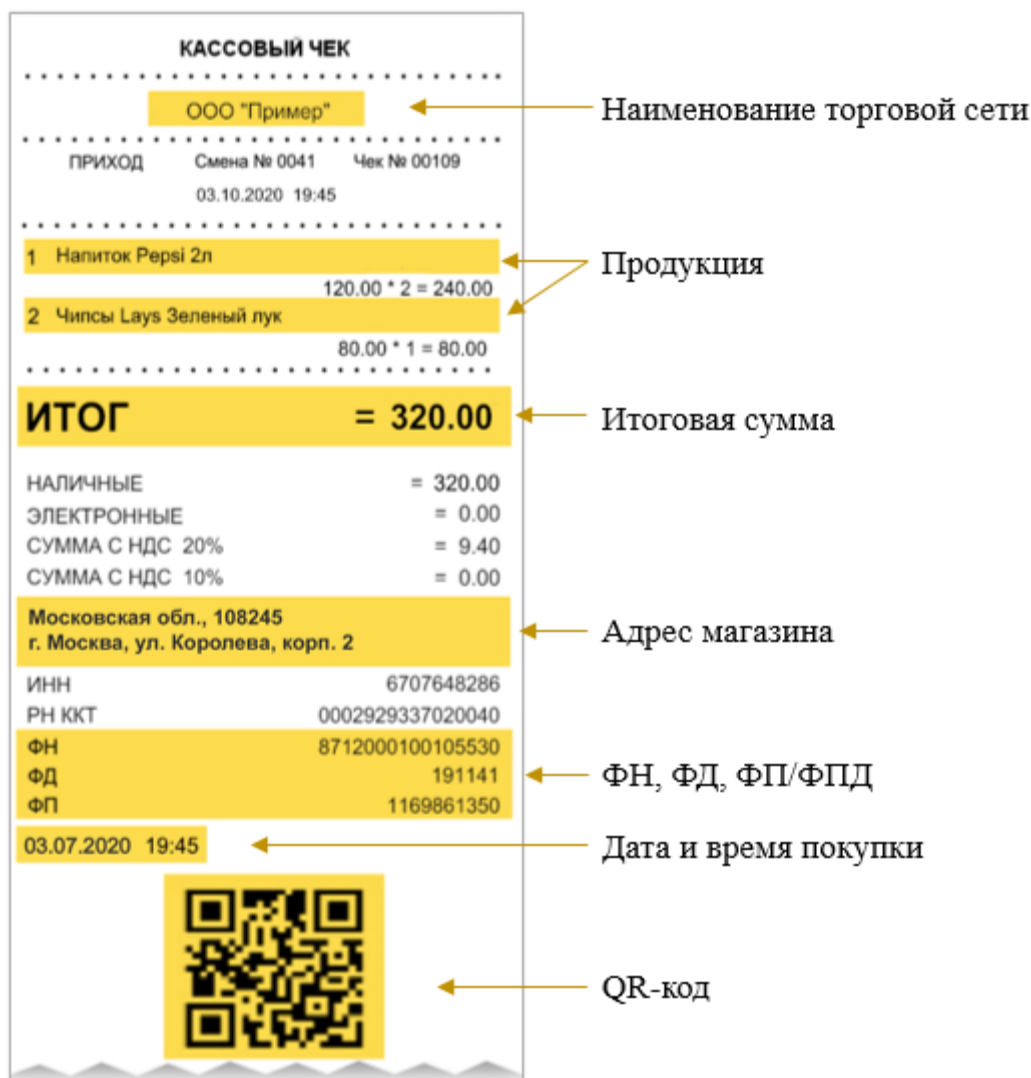 КАССОВЫЙ ЧЕК
ООО "Пример"
Наименование торговой сети
ПРИХОД Смена № 0041 Чек № 00109
03.10.2020 19:45
1 Напиток Pepsi 2л
Продукция
120.00 * 2 = 240.00
2 Чипсы Lays Зеленый лук
80.00 * 1 = 80.00
ИТОГ = 320.00
Итоговая сумма
НАЛИЧНЫЕ = 320.00
ЭЛЕКТРОННЫЕ = 0.00
СУММА С НДС 20% = 9.40
СУММА С НДС 10% = 0.00
Московская обл., 108245
г. Москва, ул. Королева, корп. 2
Адрес магазина
ИНН 6707648286
РН ККТ 0002929337020040
ФН 8712000100105530
ФД 191141
ФП 1169861350
ФН, ФД, ФП/ФПД
03.07.2020 19:45
Дата и время покупки
QR-код